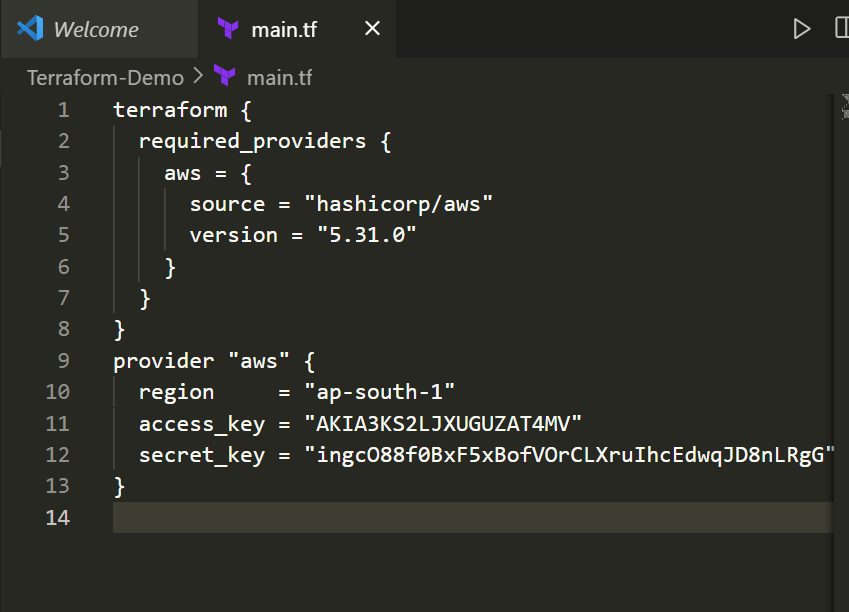 Welcome
main.tf
Terraform-Demo > main.tf
1 terraform {
2 required_providers {
3 aws = {
4 source = "hashicorp/aws"
5 version = "5.31.0"
6 }
7 }
8 }
9 provider "aws" {
10 region     = "ap-south-1"
11 access_key = "AKIA3KS2LJXUGUZAT4MV"
12 secret_key = "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"
13 }
14